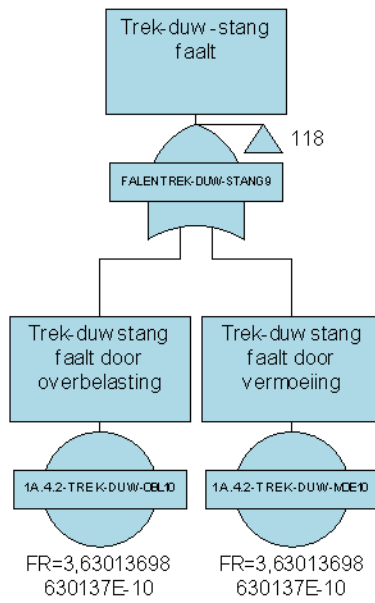 Trek-duw-stang
faalt
118
FALENTREK-DUW-STANG9
Trek-duw stang
faalt door
overbelasting
Trek-duw stang
faalt door
vermoeiing
1A.4.2-TREK-DUW-OBL10
1A.4.2-TREK-DUW-MOE10
FR=3,63013698
630137E-10
FR=3,63013698
630137E-10